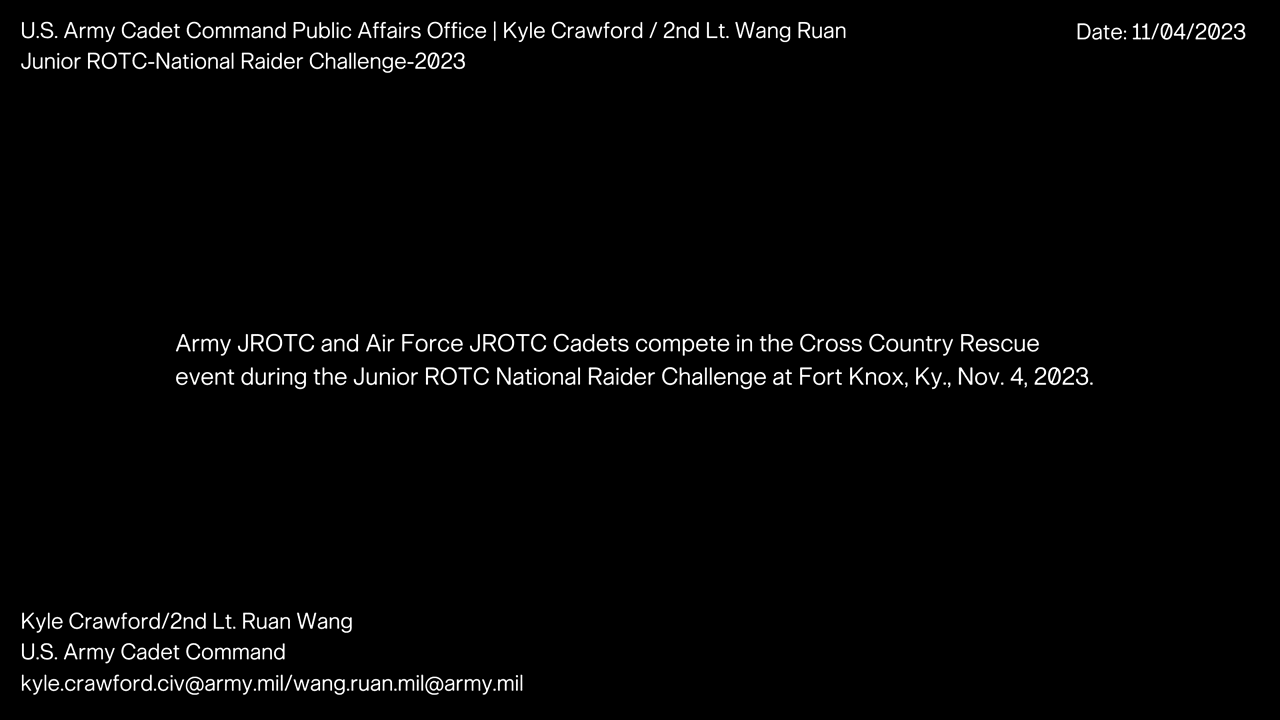 U.S. Army Cadet Command Public Affairs Office | Kyle Crawford / 2nd Lt. Wang Ruan
Date: 11/04/2023
Junior ROTC-National Raider Challenge-2023
Army JROTC and Air Force JROTC Cadets compete in the Cross Country Rescue
event during the Junior ROTC National Raider Challenge at Fort Knox, Ky., Nov. 4, 2023.
Kyle Crawford/2nd Lt. Ruan Wang
U.S. Army Cadet Command
kyle.crawford.civ@army.mil/wang.ruan.mil@army.mil